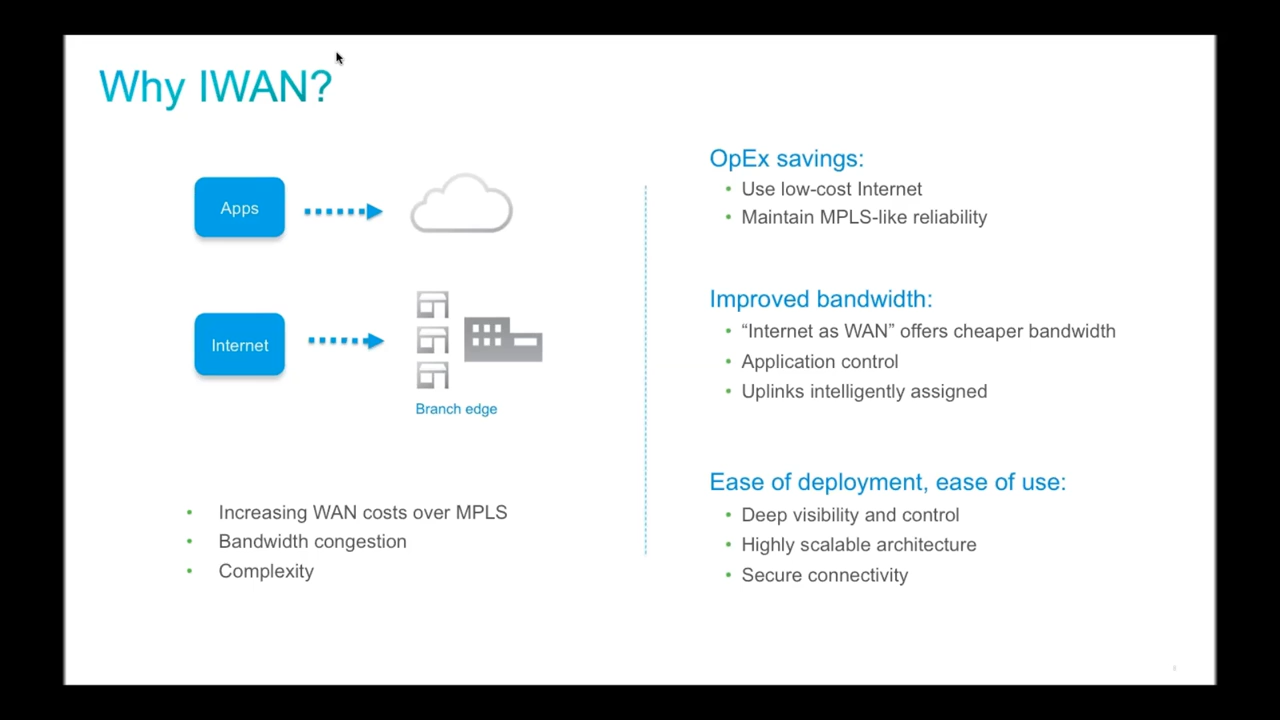 Why IWAN?
Apps
Internet
Branch edge
• Increasing WAN costs over MPLS
• Bandwidth congestion
• Complexity
OpEx savings:
• Use low-cost Internet
• Maintain MPLS-like reliability
Improved bandwidth:
• “Internet as WAN” offers cheaper bandwidth
• Application control
• Uplinks intelligently assigned
Ease of deployment, ease of use:
• Deep visibility and control
• Highly scalable architecture
• Secure connectivity